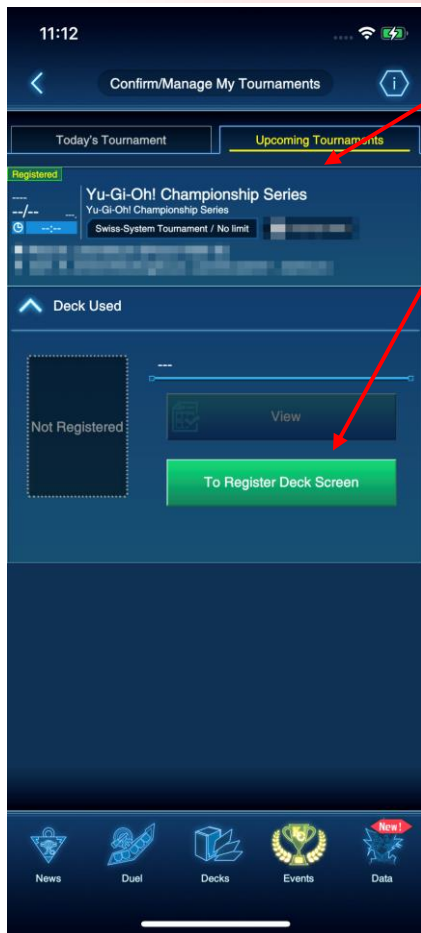 11:12
Confirm/Manage My Tournaments
i
Today's Tournament
Upcoming Tournaments
Registered
----
Yu-Gi-Oh! Championship Series
--/--
Yu-Gi-Oh! Championship Series
--:--
Swiss-System Tournament / No limit
Deck Used
---
Not Registered
View
To Register Deck Screen
New!
News
Duel
Decks
Events
Data